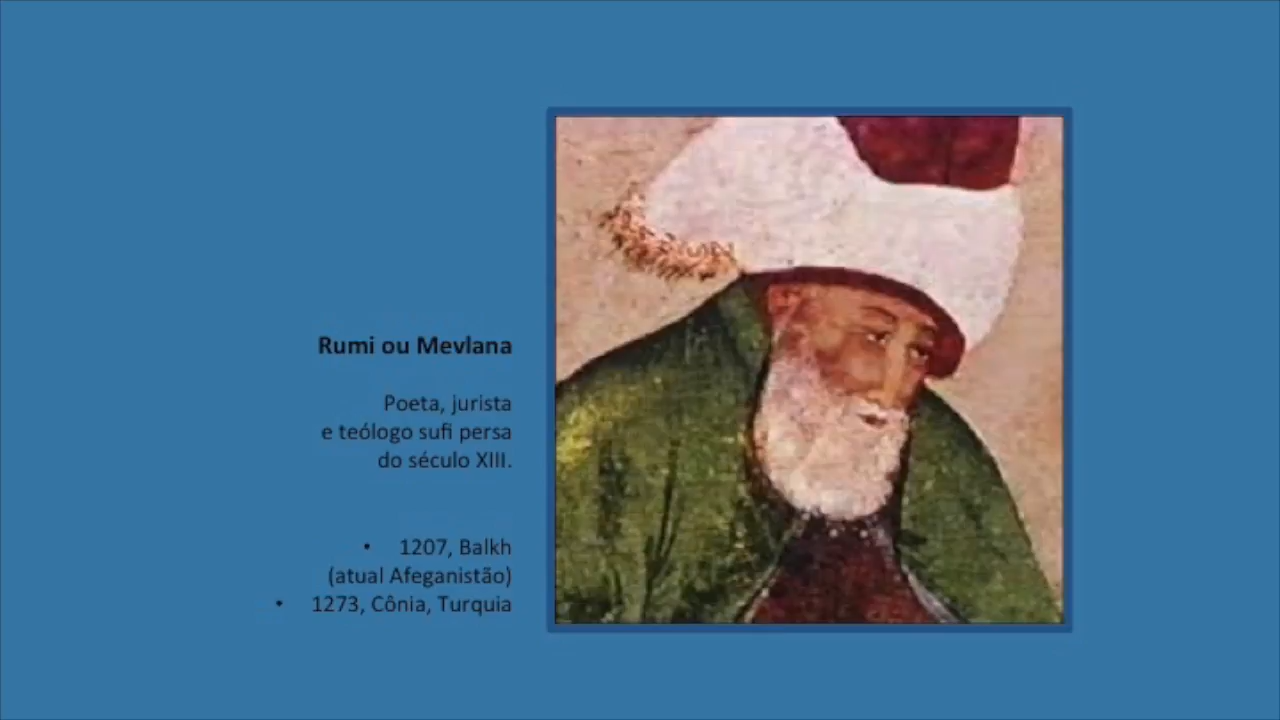 Rumi ou Mevlana
Poeta, jurista
e teólogo sufi persa
do século XIII.
• 1207, Balkh
(atual Afeganistão)
• 1273, Cônia, Turquia